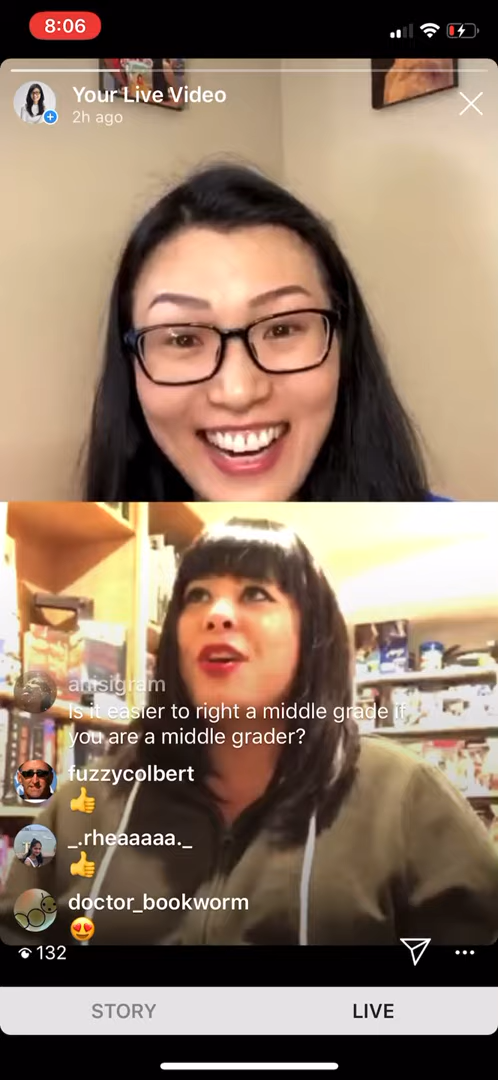 8:06
Your Live Video
2h ago
anisigram
Is it easier to right a middle grade if
you are a middle grader?
fuzzycolbert
👍
_.rheaaaaa._
👍
doctor_bookworm
😍
132
STORY
LIVE